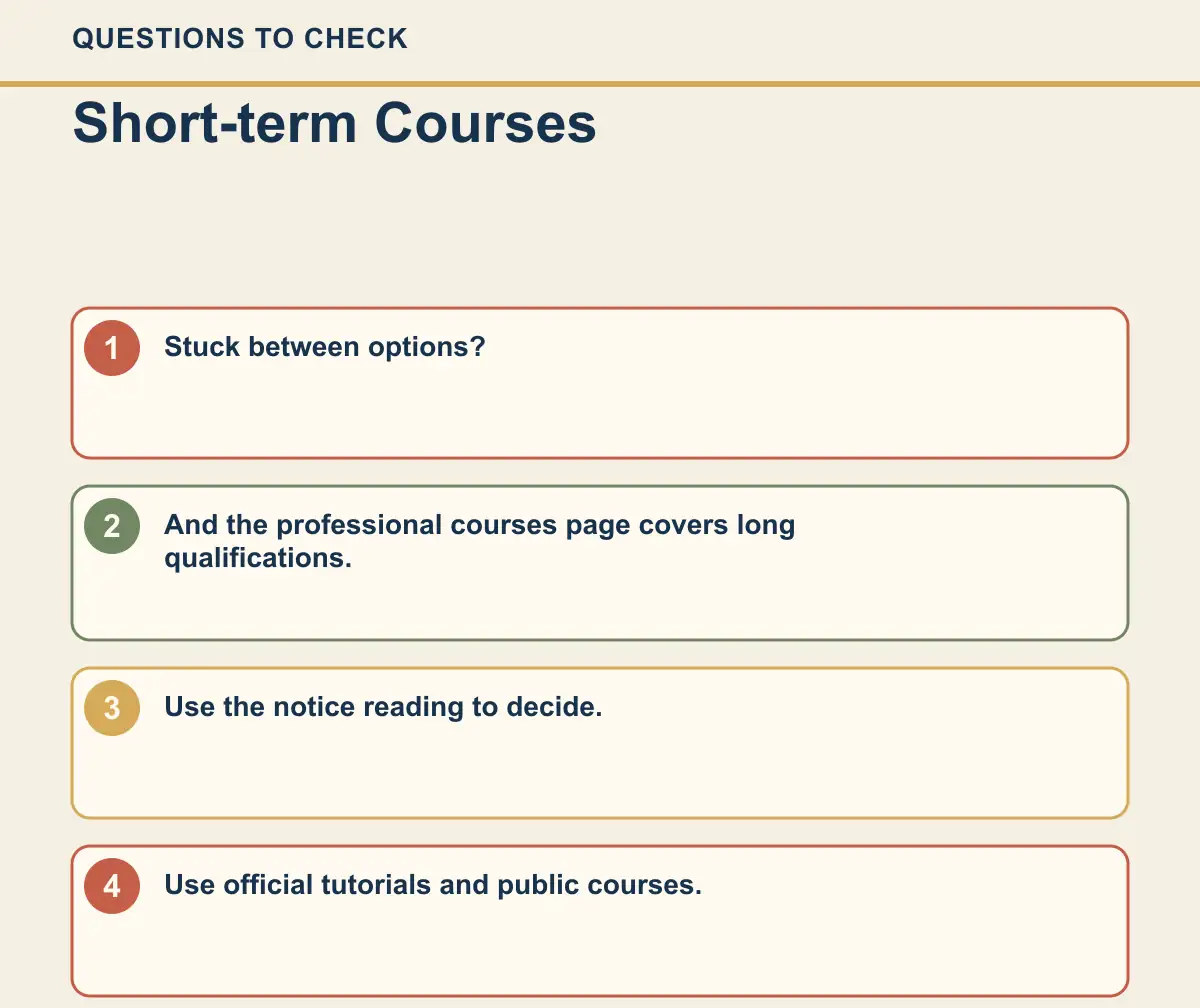 QUESTIONS TO CHECK
Short-term Courses
1
Stuck between options?
2
And the professional courses page covers long
qualifications.
3
Use the notice reading to decide.
4
Use official tutorials and public courses.